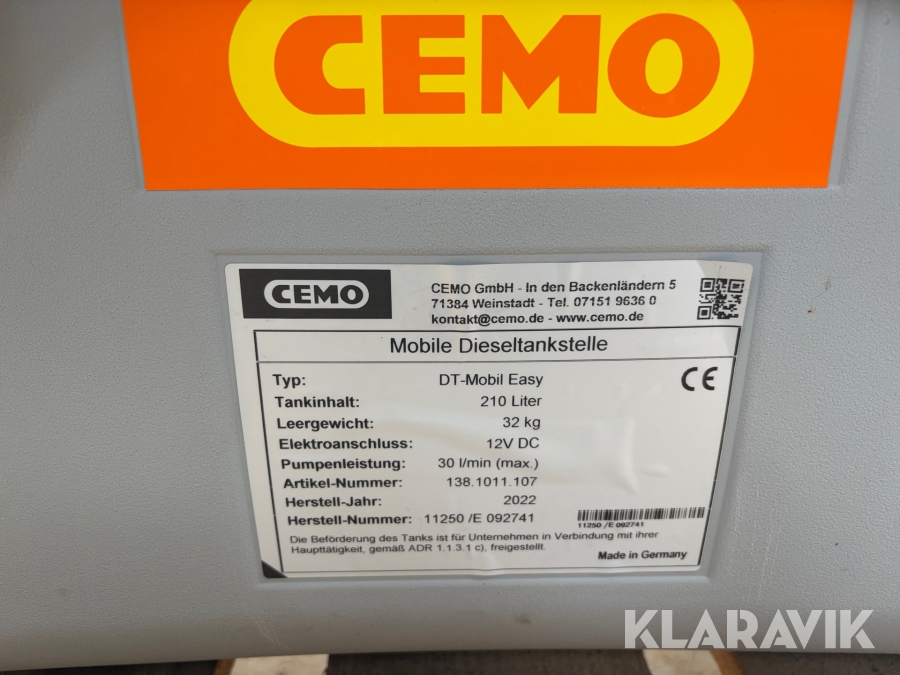 CEMO
CEMO
CEMO GmbH - In den Backenländern 5
71384 Weinstadt - Tel. 07151 9636 0
kontakt@cemo.de - www.cemo.de
Mobile Dieseltankstelle
Typ: DT-Mobil Easy
CE
Tankinhalt: 210 Liter
Leergewicht: 32 kg
Elektroanschluss: 12V DC
Pumpenleistung: 30 l/min (max.)
Artikel-Nummer: 138.1011.107
Herstell-Jahr: 2022
Herstell-Nummer: 11250 /E 092741
11250 /E 092741
Die Beförderung des Tanks ist für Unternehmen in Verbindung mit ihrer
Haupttätigkeit, gemäß ADR 1.1.3.1 c), freigestellt.
Made in Germany
KLARAVIK